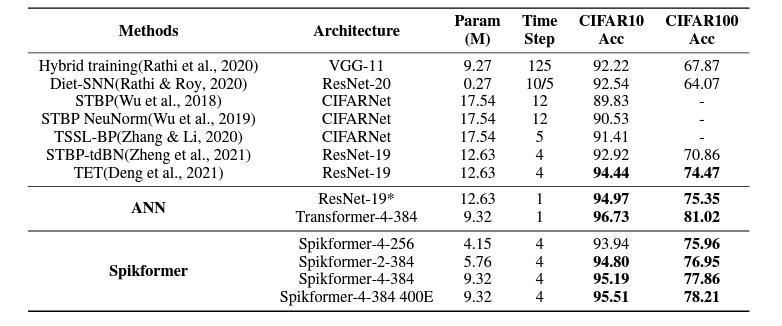 Methods Architecture Param (M) Time Step CIFAR10 Acc CIFAR100 Acc
Hybrid training(Rathi et al., 2020) VGG-11 9.27 125 92.22 67.87
Diet-SNN(Rathi & Roy, 2020) ResNet-20 0.27 10/5 92.54 64.07
STBP(Wu et al., 2018) CIFARNet 17.54 12 89.83 -
STBP NeuNorm(Wu et al., 2019) CIFARNet 17.54 12 90.53 -
TSSL-BP(Zhang & Li, 2020) CIFARNet 17.54 5 91.41 -
STBP-tdBN(Zheng et al., 2021) ResNet-19 12.63 4 92.92 70.86
TET(Deng et al., 2021) ResNet-19 12.63 4 94.44 74.47
ANN ResNet-19* 12.63 1 94.97 75.35
Transformer-4-384 9.32 1 96.73 81.02
Spikformer Spikformer-4-256 4.15 4 93.94 75.96
Spikformer-2-384 5.76 4 94.80 76.95
Spikformer-4-384 9.32 4 95.19 77.86
Spikformer-4-384 400E 9.32 4 95.51 78.21